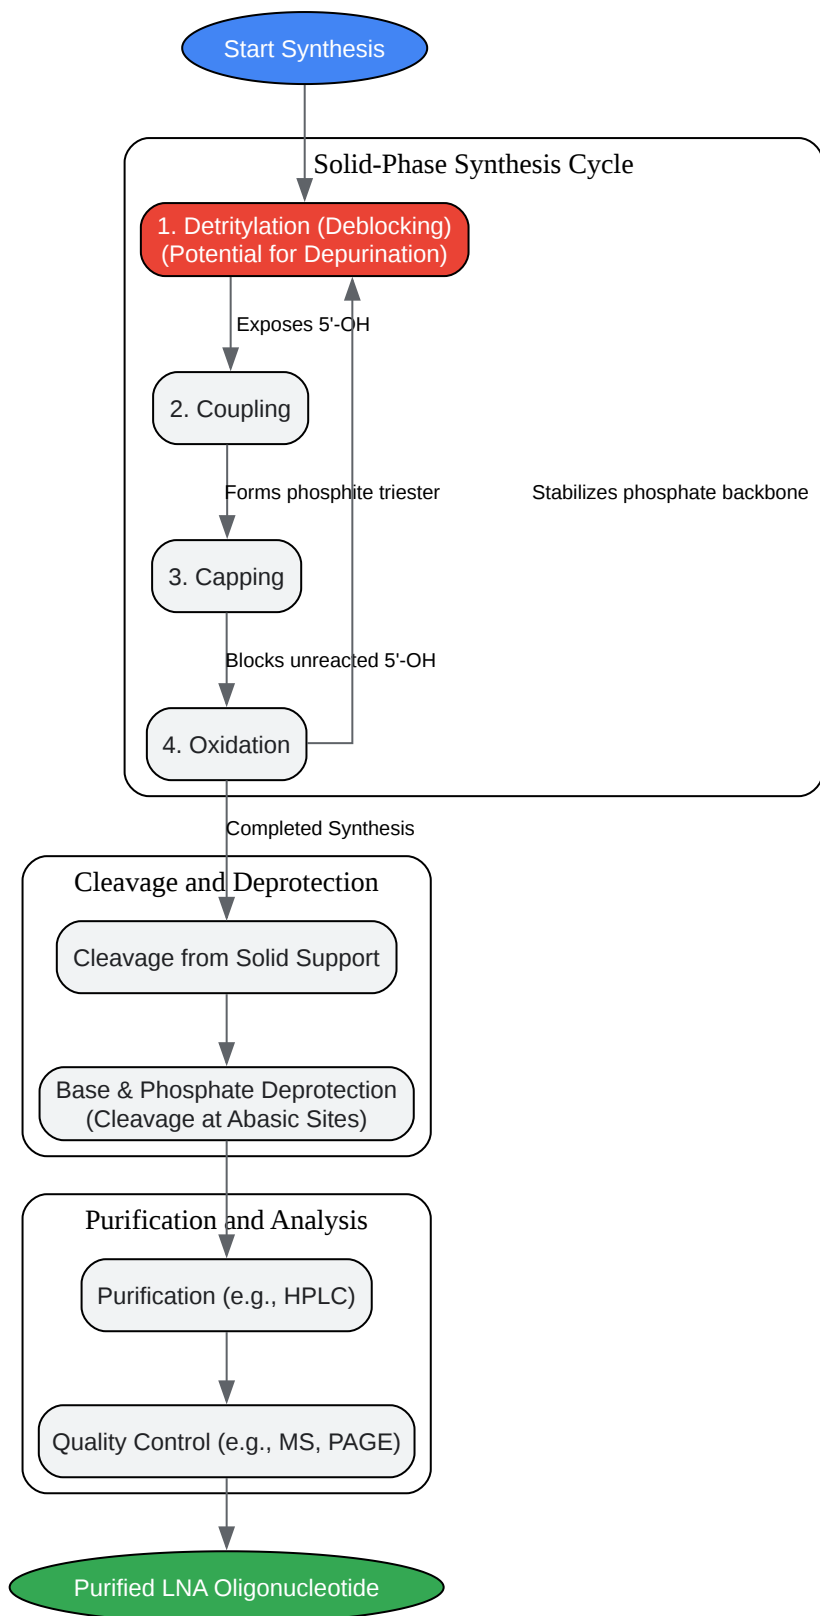 Start Synthesis
Solid-Phase Synthesis Cycle
1. Detritylation (Deblocking)
(Potential for Depurination)
Exposes 5'-OH
2. Coupling
Forms phosphite triester
Stabilizes phosphate backbone
3. Capping
Blocks unreacted 5'-OH
4. Oxidation
Completed Synthesis
Cleavage and Deprotection
Cleavage from Solid Support
Base & Phosphate Deprotection
(Cleavage at Abasic Sites)
Purification and Analysis
Purification (e.g., HPLC)
Quality Control (e.g., MS, PAGE)
Purified LNA Oligonucleotide